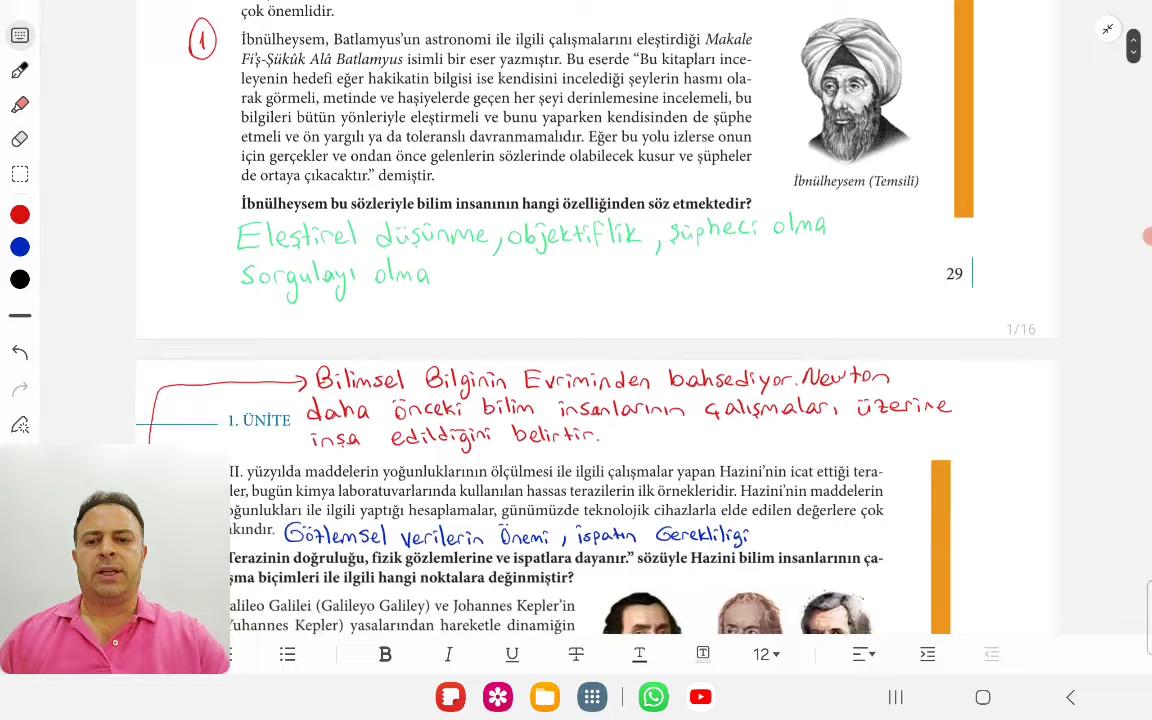 çok önemlidir.
1
İbnülheysem, Batlamyus’un astronomi ile ilgili çalışmalarını eleştirdiği Makale
Fi’ş-Şükûk Alâ Batlamyus isimli bir eser yazmıştır. Bu eserde “Bu kitapları ince-
leyenin hedefi eğer hakikatin bilgisi ise kendisini incelediği şeylerin hasmı ola-
rak görmeli, metinde ve haşiyelerde geçen her şeyi derinlemesine incelemeli, bu
bilgileri bütün yönleriyle eleştirmeli ve bunu yaparken kendisinden de şüphe
etmeli ve ön yargılı ya da toleranslı davranmamalıdır. Eğer bu yolu izlerse onun
için gerçekler ve ondan önce gelenlerin sözlerinde olabilecek kusur ve şüpheler
de ortaya çıkacaktır.” demiştir.
İbnülheysem (Temsilî)
İbnülheysem bu sözleriyle bilim insanının hangi özelliğinden söz etmektedir?
Eleştirel düşünme, objektiflik, şüpheci olma
sorgulayı olma
29
1/16
Bilimsel Bilginin Evriminden bahsediyor. Newton
daha önceki bilim insanlarının çalışmaları üzerine
inşa edildiğini belirtir.
1. ÜNİTE
II. yüzyılda maddelerin yoğunluklarının ölçülmesi ile ilgili çalışmalar yapan Hazini’nin icat ettiği tera-
ler, bugün kimya laboratuvarlarında kullanılan hassas terazilerin ilk örnekleridir. Hazini’nin maddelerin
oğunlukları ile ilgili yaptığı hesaplamalar, günümüzde teknolojik cihazlarla elde edilen değerlere çok
akındır. Gözlemsel verilerin Önemi, ispatın Gerekliliği
Terazinin doğruluğu, fizik gözlemlerine ve ispatlara dayanır.” sözüyle Hazini bilim insanlarının ça-
şma biçimleri ile ilgili hangi noktalara değinmiştir?
alileo Galilei (Galileyo Galiley) ve Johannes Kepler’in
Yuhannes Kepler) yasalarından hareketle dinamiğin
B I U T T T 12